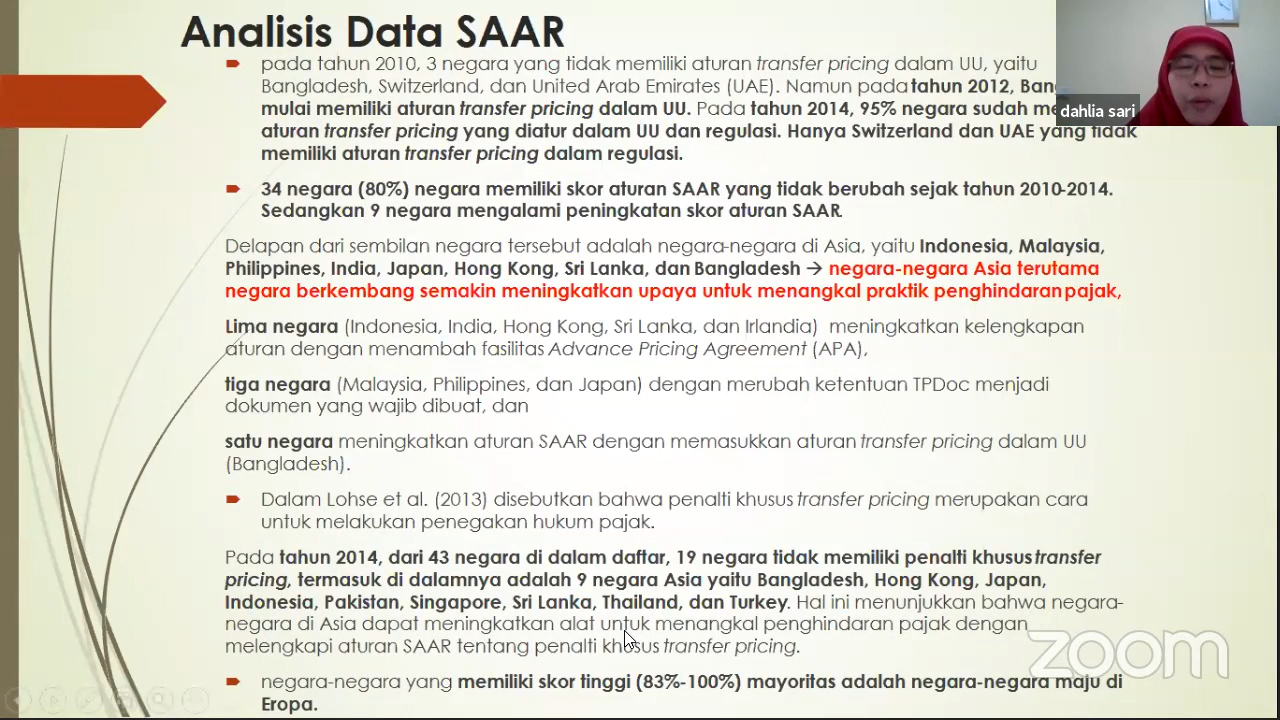 Analisis Data SAAR
pada tahun 2010, 3 negara yang tidak memiliki aturan transfer pricing dalam UU, yaitu
Bangladesh, Switzerland, dan United Arab Emirates (UAE). Namun pada tahun 2012,
mulai memiliki aturan transfer pricing dalam UU. Pada tahun 2014, 95% negara sudah
aturan transfer pricing yang diatur dalam UU dan regulasi. Hanya Switzerland dan UAE yang tidak
memiliki aturan transfer pricing dalam regulasi.
34 negara (80%) negara memiliki skor aturan SAAR yang tidak berubah sejak tahun 2010-2014.
Sedangkan 9 negara mengalami peningkatan skor aturan SAAR.
Delapan dari sembilan negara tersebut adalah negara-negara di Asia, yaitu Indonesia, Malaysia,
Philippines, India, Japan, Hong Kong, Sri Lanka, dan Bangladesh → negara-negara Asia terutama
negara berkembang semakin meningkatkan upaya untuk menangkal praktik penghindaran pajak,
Lima negara (Indonesia, India, Hong Kong, Sri Lanka, dan Irlandia) meningkatkan kelengkapan
aturan dengan menambah fasilitas Advance Pricing Agreement (APA),
tiga negara (Malaysia, Philippines, dan Japan) dengan merubah ketentuan TPDoc menjadi
dokumen yang wajib dibuat, dan
satu negara meningkatkan aturan SAAR dengan memasukkan aturan transfer pricing dalam UU
(Bangladesh).
Dalam Lohse et al. (2013) disebutkan bahwa penalti khusus transfer pricing merupakan cara
untuk melakukan penegakan hukum pajak.
Pada tahun 2014, dari 43 negara di dalam daftar, 19 negara tidak memiliki penalti khusus transfer
pricing, termasuk di dalamnya adalah 9 negara Asia yaitu Bangladesh, Hong Kong, Japan,
Indonesia, Pakistan, Singapore, Sri Lanka, Thailand, dan Turkey. Hal ini menunjukkan bahwa negara-
negara di Asia dapat meningkatkan alat untuk menangkal penghindaran pajak dengan
melengkapi aturan SAAR tentang penalti khusus transfer pricing.
negara-negara yang memiliki skor tinggi (83%-100%) mayoritas adalah negara-negara maju di
Eropa.
dahlia sari
zoom